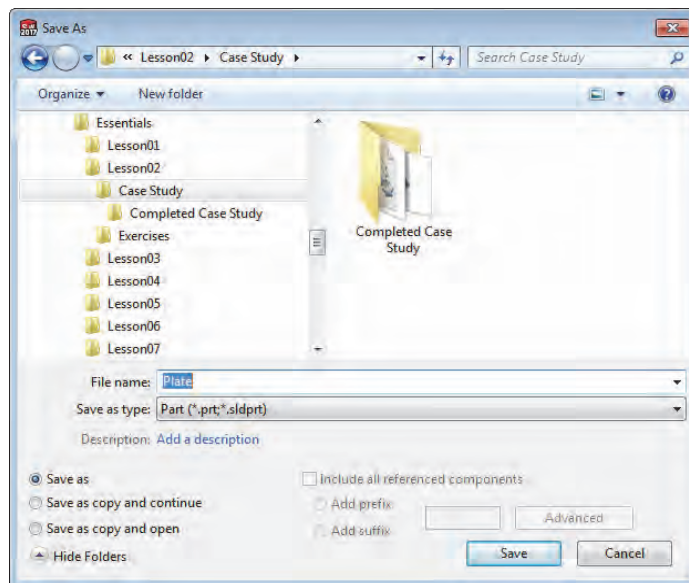 Save As
« Lesson02 ▸ Case Study ▸ Search Case Study
Organize ▾ New folder
Essentials
Lesson01
Lesson02
Case Study
Completed Case Study
Exercises
Lesson03
Lesson04
Lesson05
Lesson06
Lesson07
Completed Case
Study
File name: Plate
Save as type: Part (*.prt;*.sldprt)
Description: Add a description
Save as
Save as copy and continue
Save as copy and open
Include all referenced components
Add prefix
Add suffix
Advanced
Hide Folders
Save Cancel